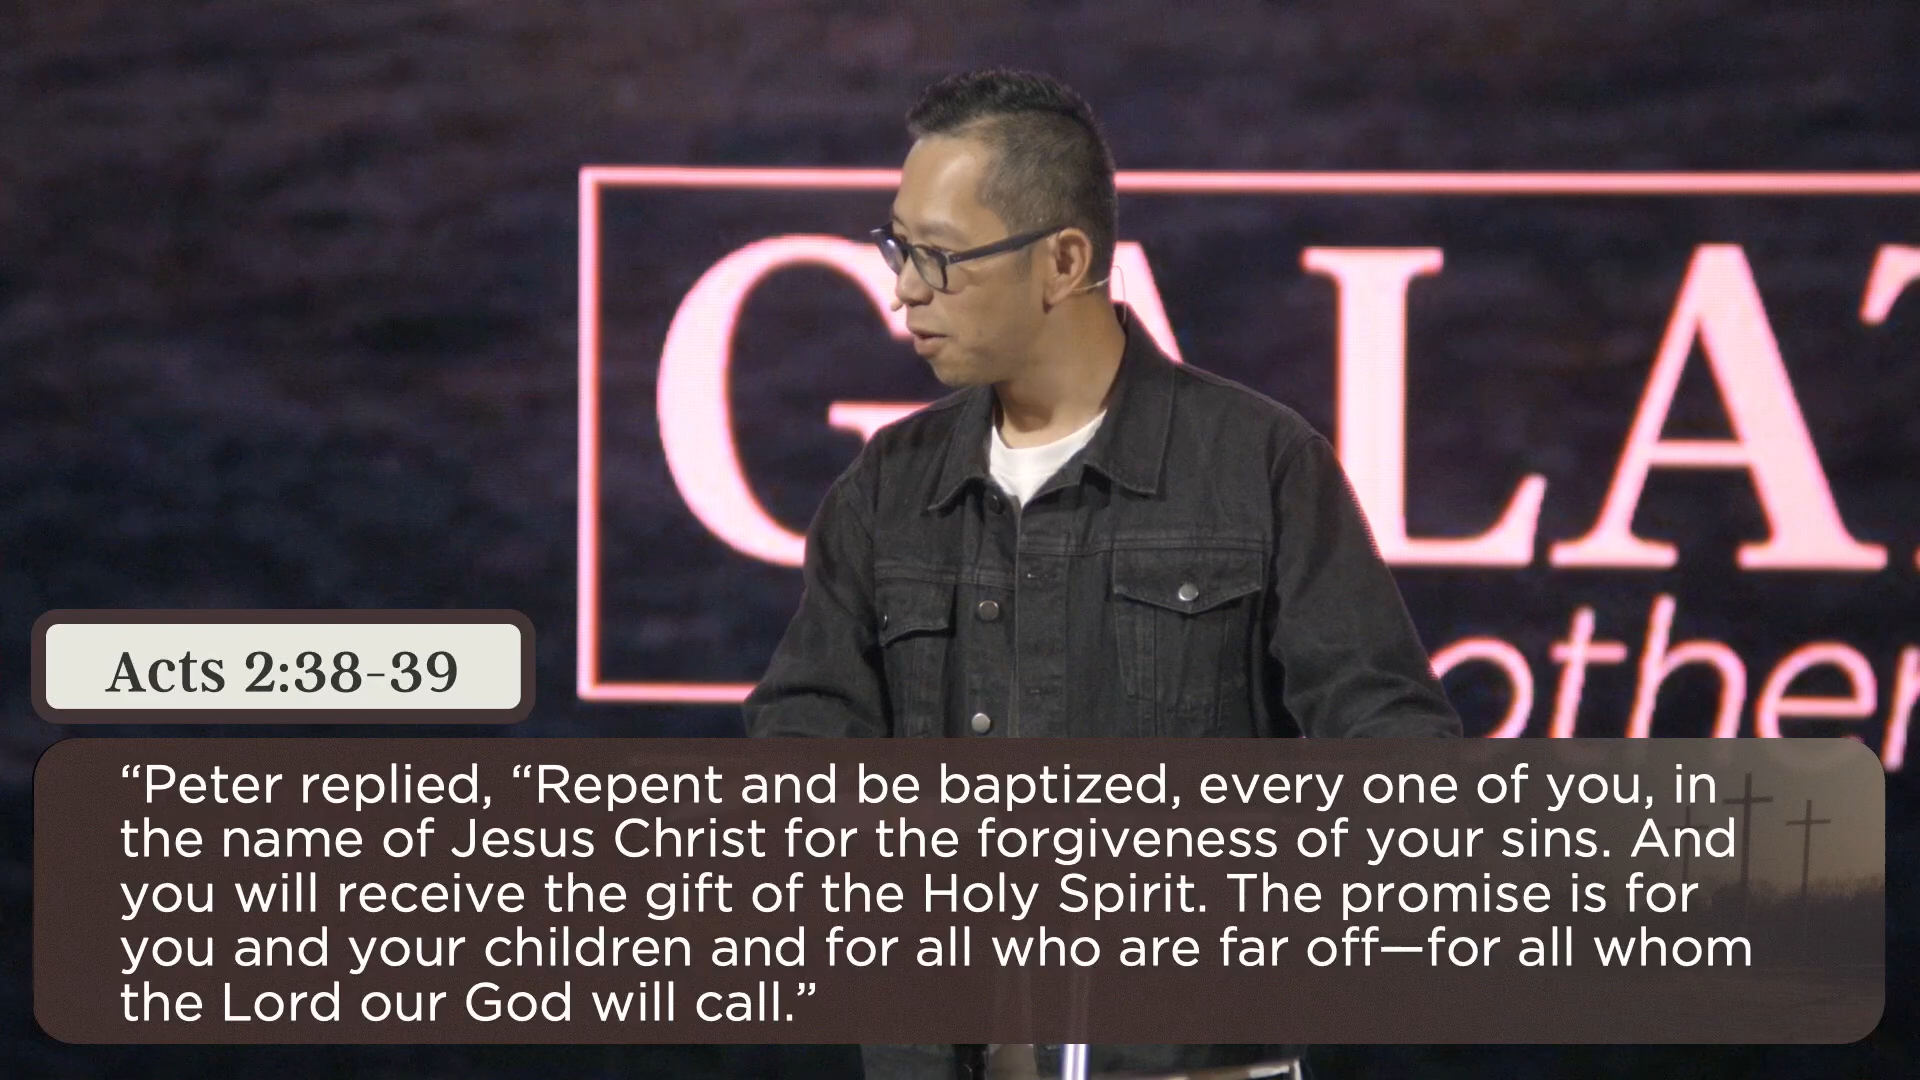 GALAT
other
Acts 2:38-39
“Peter replied, “Repent and be baptized, every one of you, in
the name of Jesus Christ for the forgiveness of your sins. And
you will receive the gift of the Holy Spirit. The promise is for
you and your children and for all who are far off—for all whom
the Lord our God will call.”